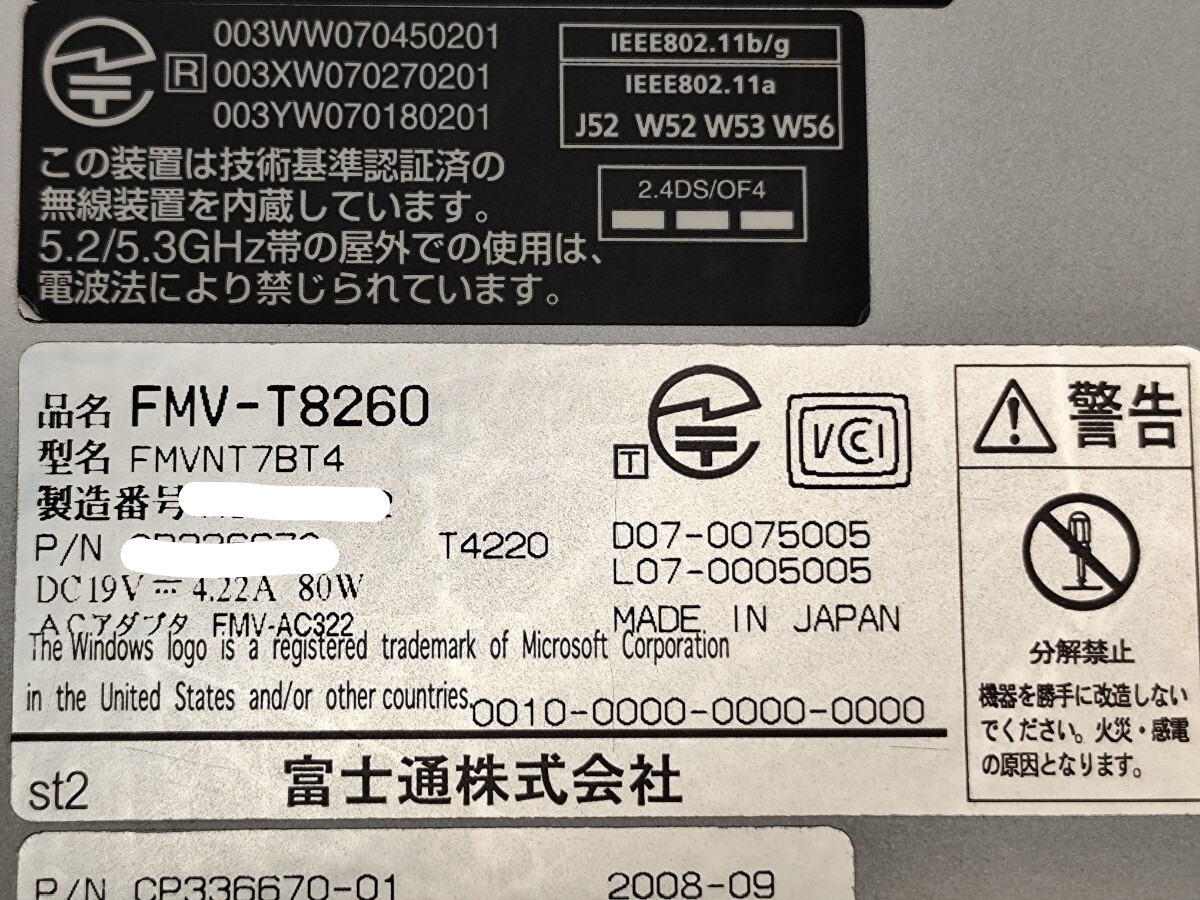 003WW070450201
R 003XW070270201
003YW070180201
この装置は技術基準認証済の
無線装置を内蔵しています。
5.2/5.3GHz帯の屋外での使用は、
電波法により禁じられています。
IEEE802.11b/g
IEEE802.11a
J52 W52 W53 W56
2.4DS/OF4
品名 FMV-T8260
型名 FMVNT7BT4
製造番号
P/N
T4220
DC19V ⎓ 4.22A 80W
ACアダプタ FMV-AC322
The Windows logo is a registered trademark of Microsoft Corporation
in the United States and/or other countries.
0010-0000-0000-0000
T
VCCI
D07-0075005
L07-0005005
MADE IN JAPAN
st2 富士通株式会社
警告
分解禁止
機器を勝手に改造しない
でください。火災・感電
の原因となります。
P/N CP336670-01 2008-09